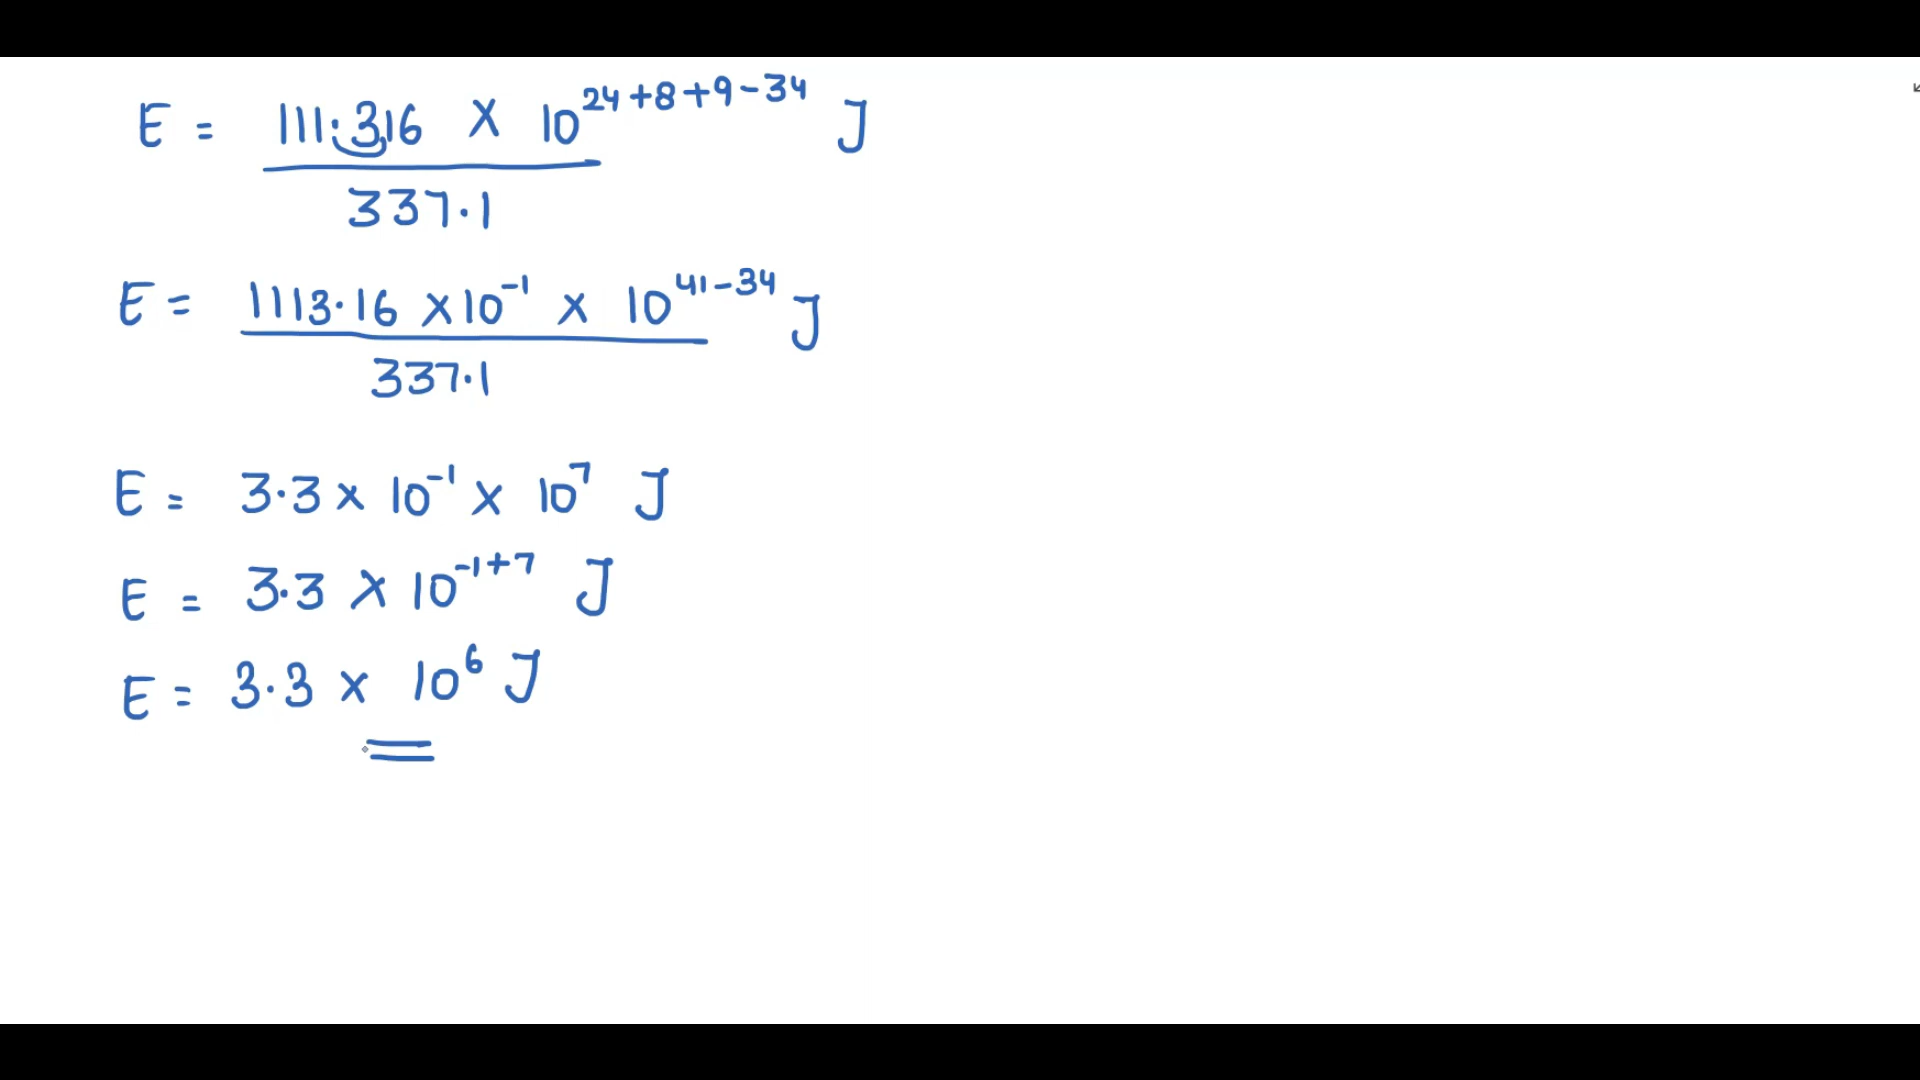 E = 111.316 × 10^24+8+9-34 J
337.1
E = 1113.16 × 10^-1 × 10^41-34 J
337.1
E = 3.3 × 10^-1 × 10^7 J
E = 3.3 × 10^-1+7 J
E = 3.3 × 10^6 J